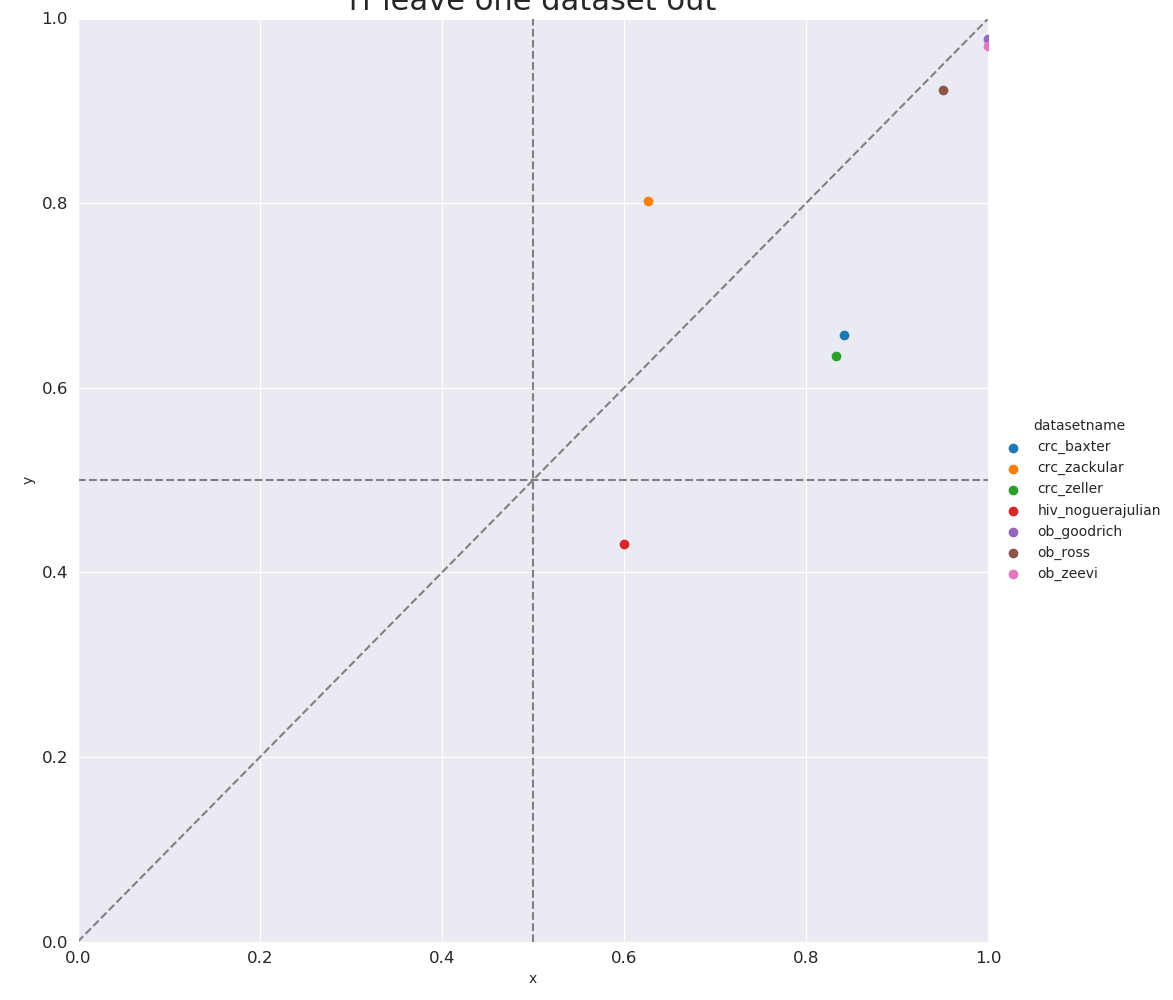 leave one dataset out
1.0
0.8
0.6
0.4
0.2
0.0
y
0.0 0.2 0.4 0.6 0.8 1.0
x
datasetname
crc_baxter
crc_zackular
crc_zeller
hiv_noguerajulian
ob_goodrich
ob_ross
ob_zeevi